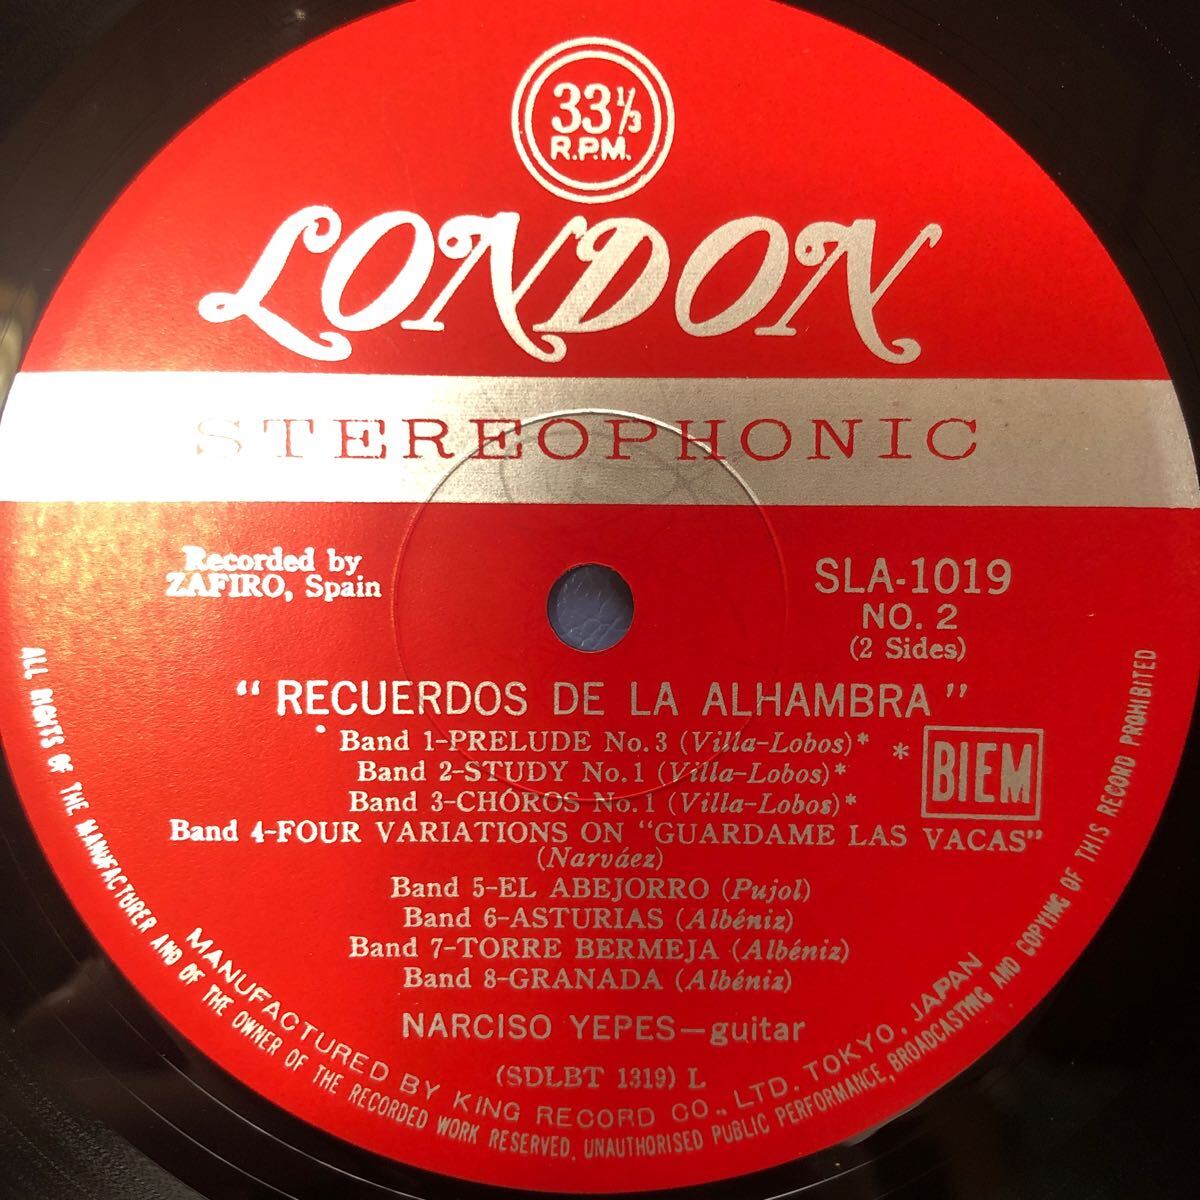 33⅓
R.P.M.
LONDON
STEREOPHONIC
Recorded by
ZAFIRO, Spain
SLA-1019
NO. 2
(2 Sides)
"RECUERDOS DE LA ALHAMBRA"
Band 1-PRELUDE No. 3 (Villa-Lobos)*
Band 2-STUDY No. 1 (Villa-Lobos)*
Band 3-CHÓROS No. 1 (Villa-Lobos)*
* BIEM
Band 4-FOUR VARIATIONS ON "GUARDAME LAS VACAS"
(Narváez)
Band 5-EL ABEJORRO (Pujol)
Band 6-ASTURIAS (Albéniz)
Band 7-TORRE BERMEJA (Albéniz)
Band 8-GRANADA (Albéniz)
NARCISO YEPES—guitar
(SDLBT 1319) L
MANUFACTURED BY KING RECORD CO., LTD. TOKYO, JAPAN
ALL RIGHTS OF THE MANUFACTURER AND OF THE OWNER OF THE RECORDED WORK RESERVED. UNAUTHORISED PUBLIC PERFORMANCE, BROADCASTING AND COPYING OF THIS RECORD PROHIBITED